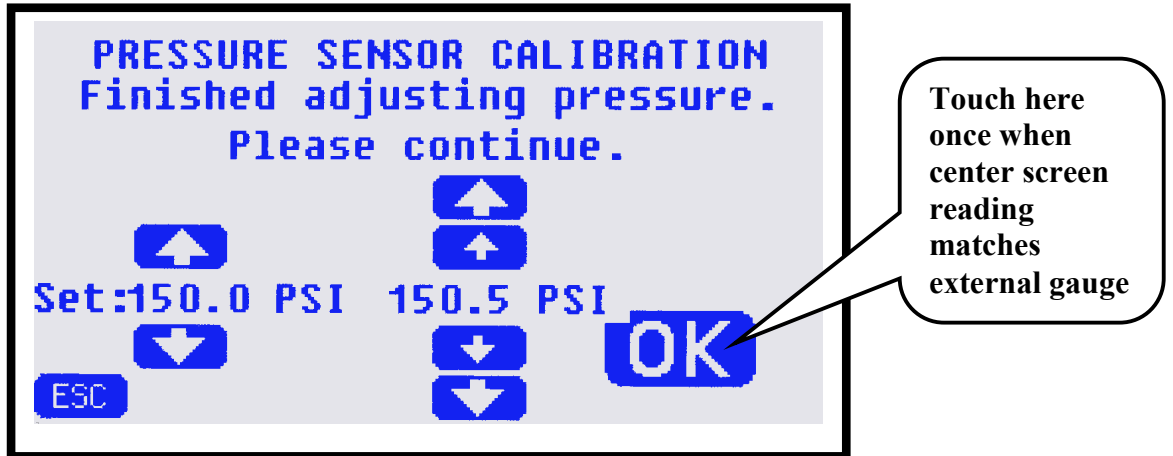 PRESSURE SENSOR CALIBRATION
Finished adjusting pressure.
Please continue.
Set:150.0 PSI 150.5 PSI
OK
ESC
Touch here
once when
center screen
reading
matches
external gauge